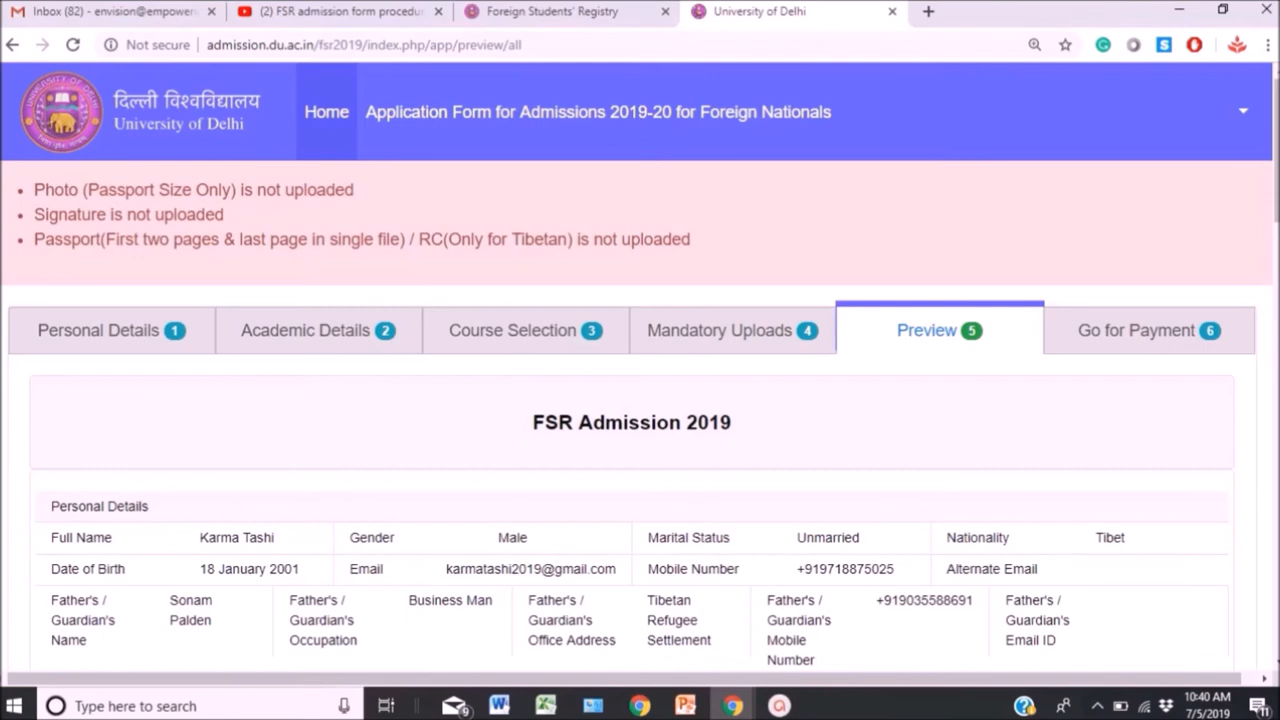 Inbox (82) - envision@empower
(2) FSR admission form procedur
Foreign Students' Registry
University of Delhi
Not secure | admission.du.ac.in/fsr2019/index.php/app/preview/all
दिल्ली विश्वविद्यालय
University of Delhi
Home
Application Form for Admissions 2019-20 for Foreign Nationals
• Photo (Passport Size Only) is not uploaded
• Signature is not uploaded
• Passport(First two pages & last page in single file) / RC(Only for Tibetan) is not uploaded
Personal Details 1
Academic Details 2
Course Selection 3
Mandatory Uploads 4
Preview 5
Go for Payment 6
FSR Admission 2019
Personal Details
Full Name Karma Tashi Gender Male Marital Status Unmarried Nationality Tibet
Date of Birth 18 January 2001 Email karmatashi2019@gmail.com Mobile Number +919718875025 Alternate Email
Father's / Sonam Father's / Business Man Father's / Tibetan Father's / +919035588691 Father's /
Guardian's Palden Guardian's Guardian's Refugee Guardian's Guardian's
Name Occupation Office Address Settlement Mobile Email ID
Number
Type here to search
9
10:40 AM
7/5/2019
11